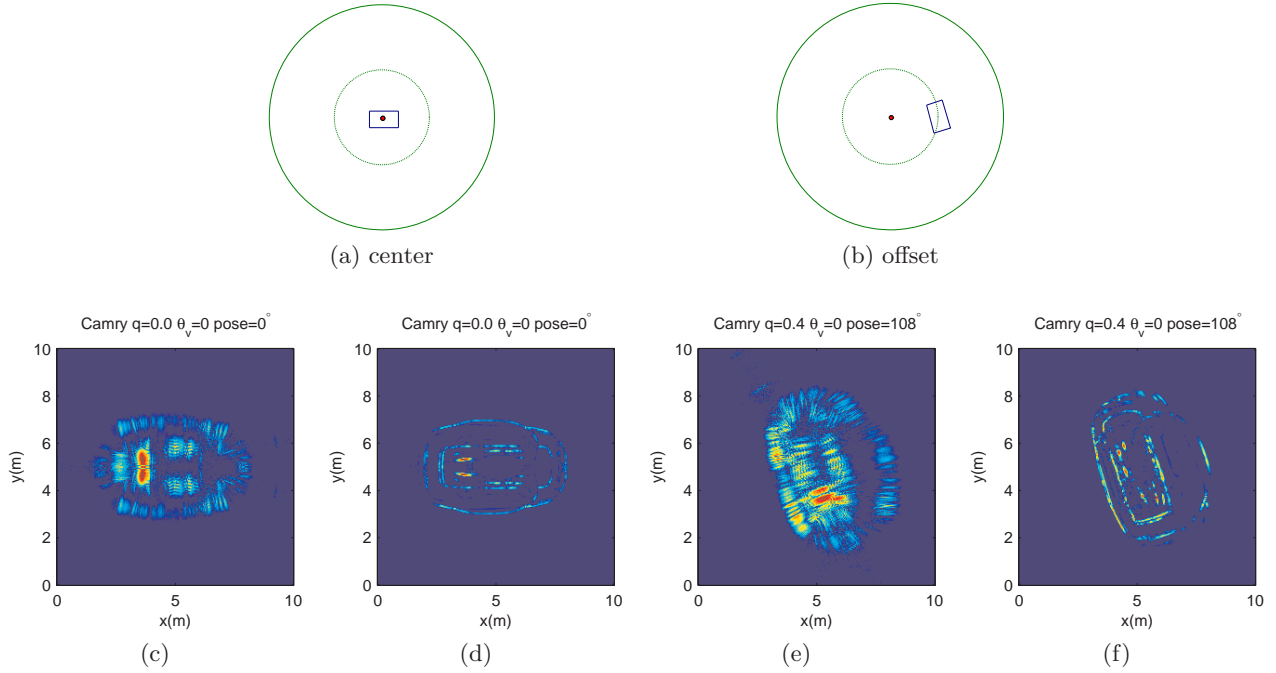 (a) center
(b) offset
Camry q=0.0 θv=0 pose=0°
10
8
6
4
2
0
y(m)
0
5
10
x(m)
(c)
Camry q=0.0 θv=0 pose=0°
10
8
6
4
2
0
y(m)
0
5
10
x(m)
(d)
Camry q=0.4 θv=0 pose=108°
10
8
6
4
2
0
y(m)
0
5
10
x(m)
(e)
Camry q=0.4 θv=0 pose=108°
10
8
6
4
2
0
y(m)
0
5
10
x(m)
(f)